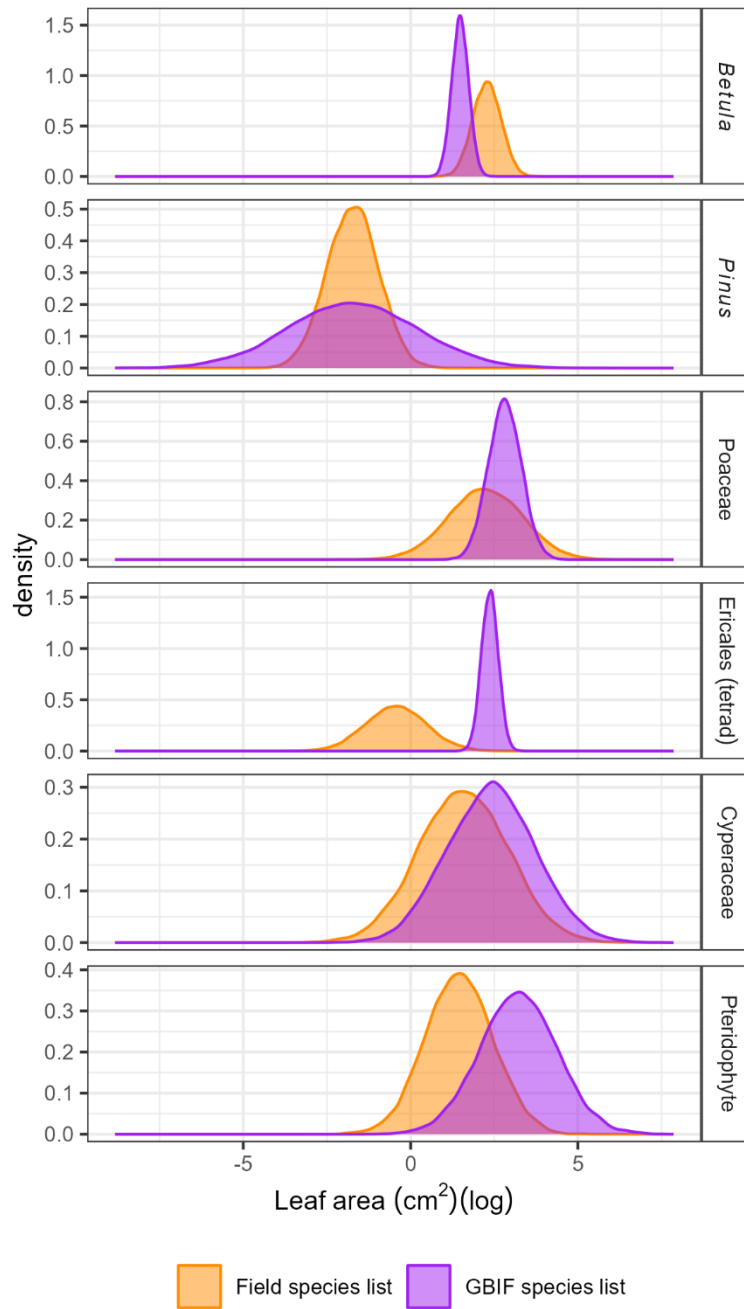 1.5
1.0
0.5
0.0
Betula
0.5
0.4
0.3
0.2
0.1
0.0
Pinus
0.8
0.6
0.4
0.2
0.0
Poaceae
density
1.5
1.0
0.5
0.0
Ericales (tetrad)
0.3
0.2
0.1
0.0
Cyperaceae
0.4
0.3
0.2
0.1
0.0
Pteridophyte
-5 0 5
Leaf area (cm²)(log)
Field species list GBIF species list